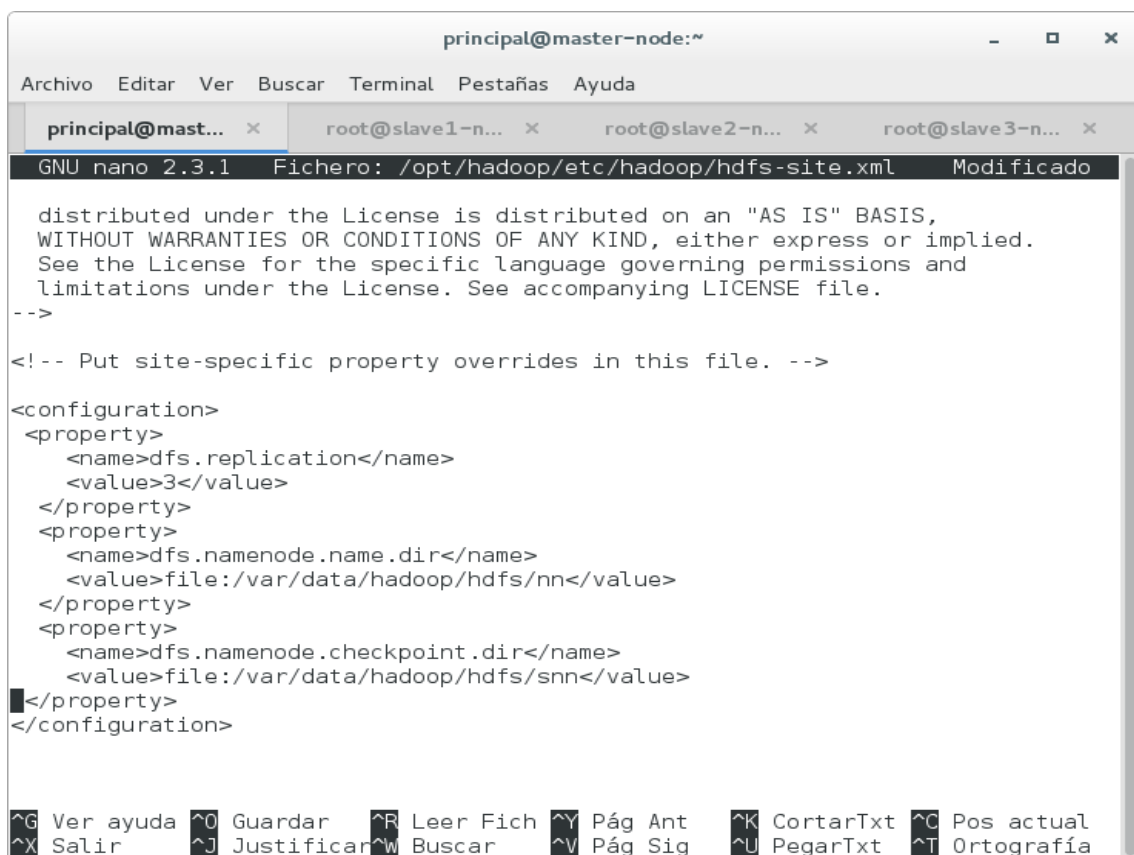 principal@master-node:~
Archivo Editar Ver Buscar Terminal Pestañas Ayuda
principal@mast... × root@slave1-n... × root@slave2-n... × root@slave3-n... ×
GNU nano 2.3.1 Fichero: /opt/hadoop/etc/hadoop/hdfs-site.xml Modificado
distributed under the License is distributed on an "AS IS" BASIS,
WITHOUT WARRANTIES OR CONDITIONS OF ANY KIND, either express or implied.
See the License for the specific language governing permissions and
limitations under the License. See accompanying LICENSE file.
-->
<!-- Put site-specific property overrides in this file. -->
<configuration>
<property>
<name>dfs.replication</name>
<value>3</value>
</property>
<property>
<name>dfs.namenode.name.dir</name>
<value>file:/var/data/hadoop/hdfs/nn</value>
</property>
<property>
<name>dfs.namenode.checkpoint.dir</name>
<value>file:/var/data/hadoop/hdfs/snn</value>
</property>
</configuration>
^G Ver ayuda ^O Guardar ^R Leer Fich ^Y Pág Ant ^K CortarTxt ^C Pos actual
^X Salir ^J Justificar ^W Buscar ^V Pág Sig ^U PegarTxt ^T Ortografía